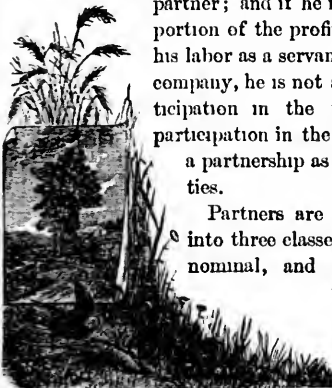 partner; and if he
portion of the profi
his labor as a servan
company, he is not
ticipation in the
participation in the
a partnership as
ties.
Partners are
into three classe
nominal, and